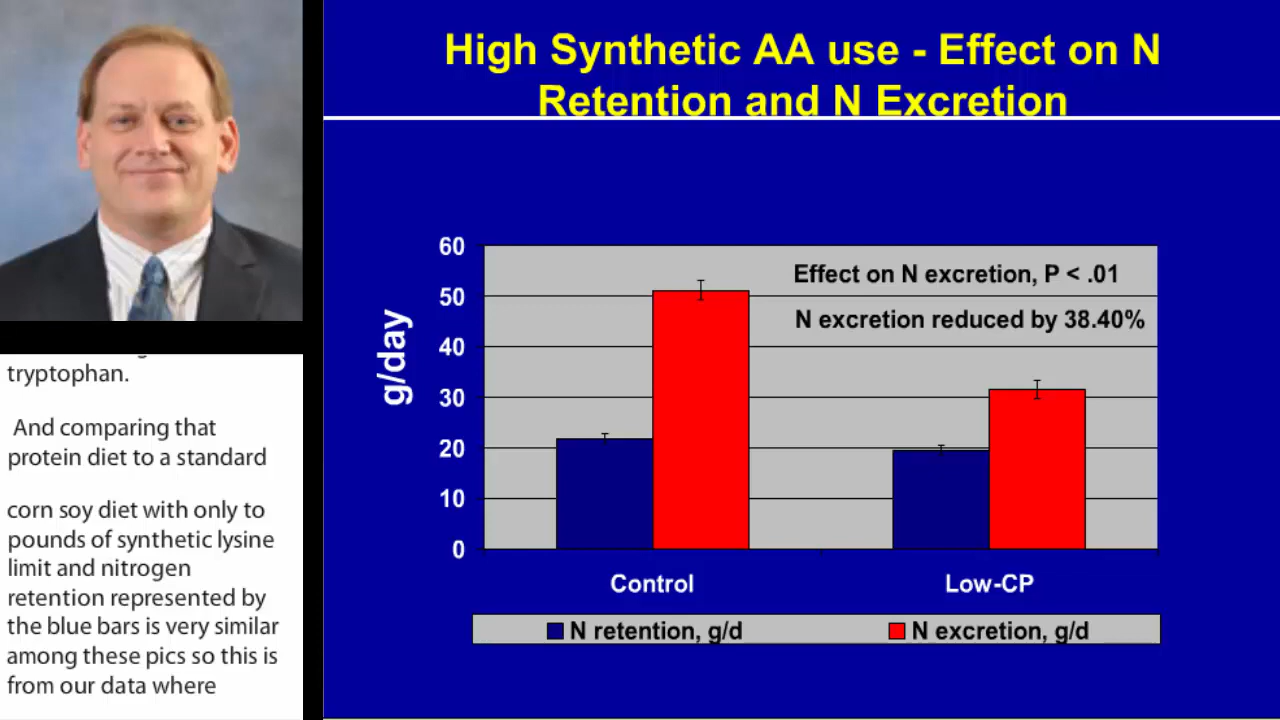 High Synthetic AA use - Effect on N
Retention and N Excretion
tryptophan.
And comparing that
protein diet to a standard
corn soy diet with only to
pounds of synthetic lysine
limit and nitrogen
retention represented by
the blue bars is very similar
among these pics so this is
from our data where
g/day
60
50
40
30
20
10
0
Effect on N excretion, P < .01
N excretion reduced by 38.40%
Control
Low-CP
N retention, g/d
N excretion, g/d